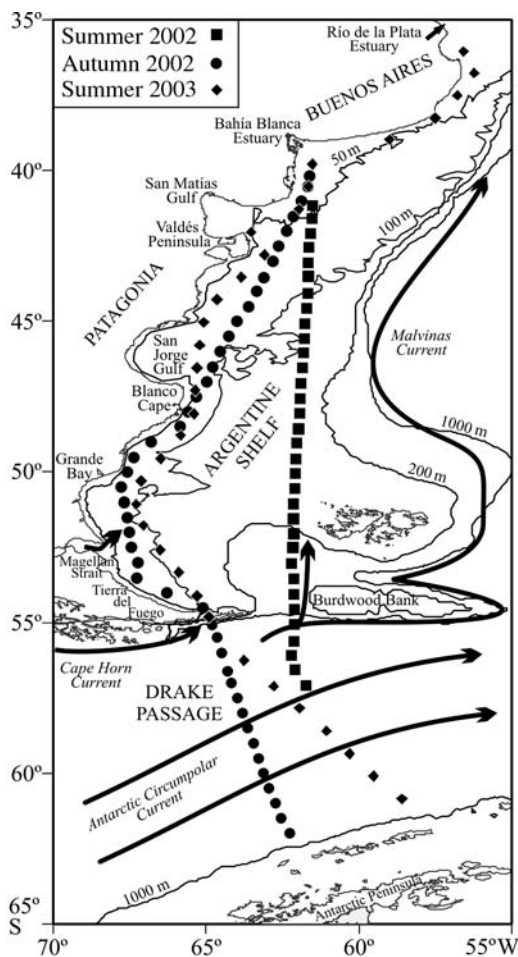 35º
Summer 2002
Autumn 2002
Summer 2003
Río de la Plata
Estuary
BUENOS AIRES
Bahía Blanca
Estuary
50 m
40º
San Matías
Gulf
Valdés
Peninsula
100 m
PATAGONIA
Malvinas
Current
45º
San
Jorge
Gulf
Blanco
Cape
ARGENTINE
SHELF
1000 m
200 m
Grande
Bay
50º
Magellan
Strait
Tierra
del
Fuego
Burdwood Bank
55º
Cape Horn
Current
DRAKE
PASSAGE
Antarctic Circumpolar
Current
60º
1000 m
Antarctic Peninsula
65º
S
70º
65º
60º
55ºW